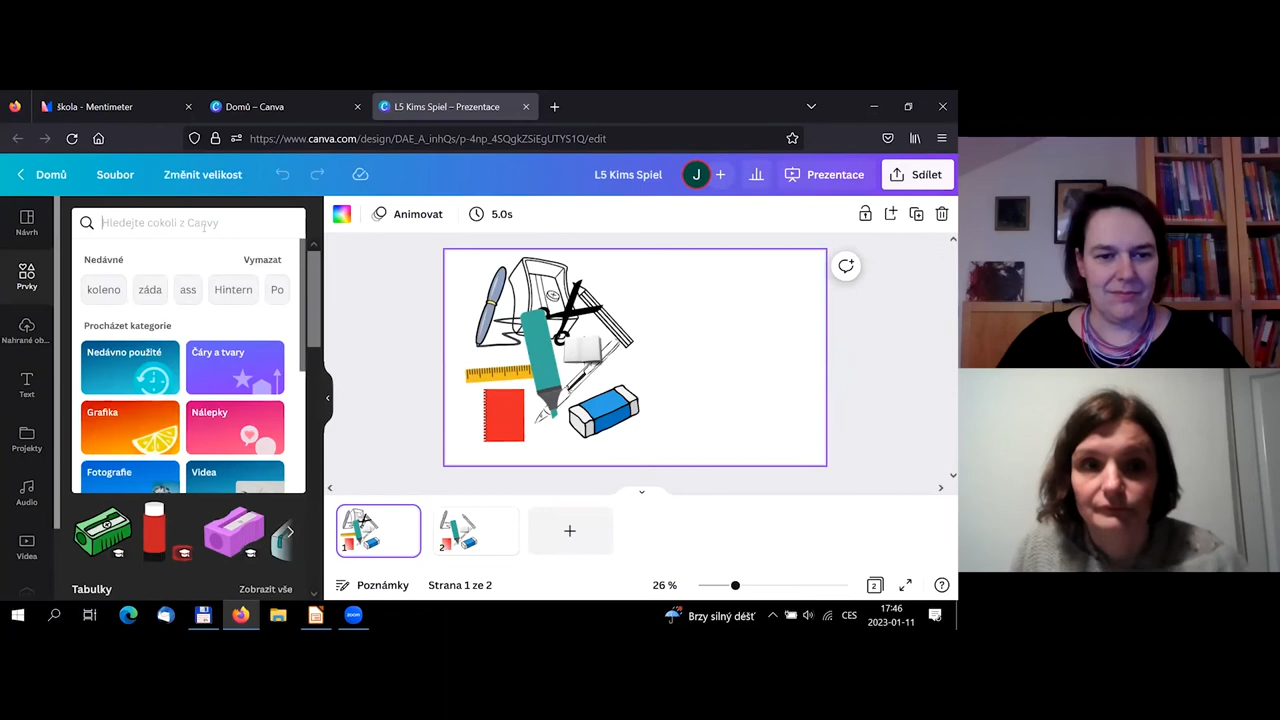 škola - Mentimeter
Domů – Canva
L5 Kims Spiel – Prezentace
https://www.canva.com/design/DAE_A_inhQs/p-4np_4SQgkZSiEgUTYS1Q/edit
Domů
Soubor
Změnit velikost
L5 Kims Spiel
J
Prezentace
Sdílet
Návrh
Prvky
Nahrané ob...
Text
Projekty
Audio
Videa
Hledejte cokoli z Canvy
Nedávné
Vymazat
koleno
záda
ass
Hintern
Po
Procházet kategorie
Nedávno použité
Čáry a tvary
Grafika
Nálepky
Fotografie
Videa
Tabulky
Zobrazit vše
Animovat
5.0s
1
2
Poznámky
Strana 1 ze 2
26 %
2
Brzy silný déšť
CES
17:46
2023-01-11
zoom